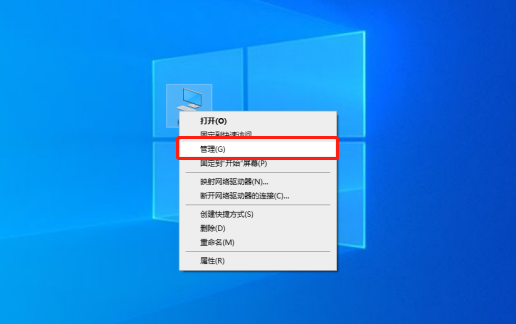 打开(O)
固定到快速访问
管理(G)
固定到"开始"屏幕(P)
映射网络驱动器(N)...
断开网络驱动器的连接(C)...
创建快捷方式(S)
删除(D)
重命名(M)
属性(R)